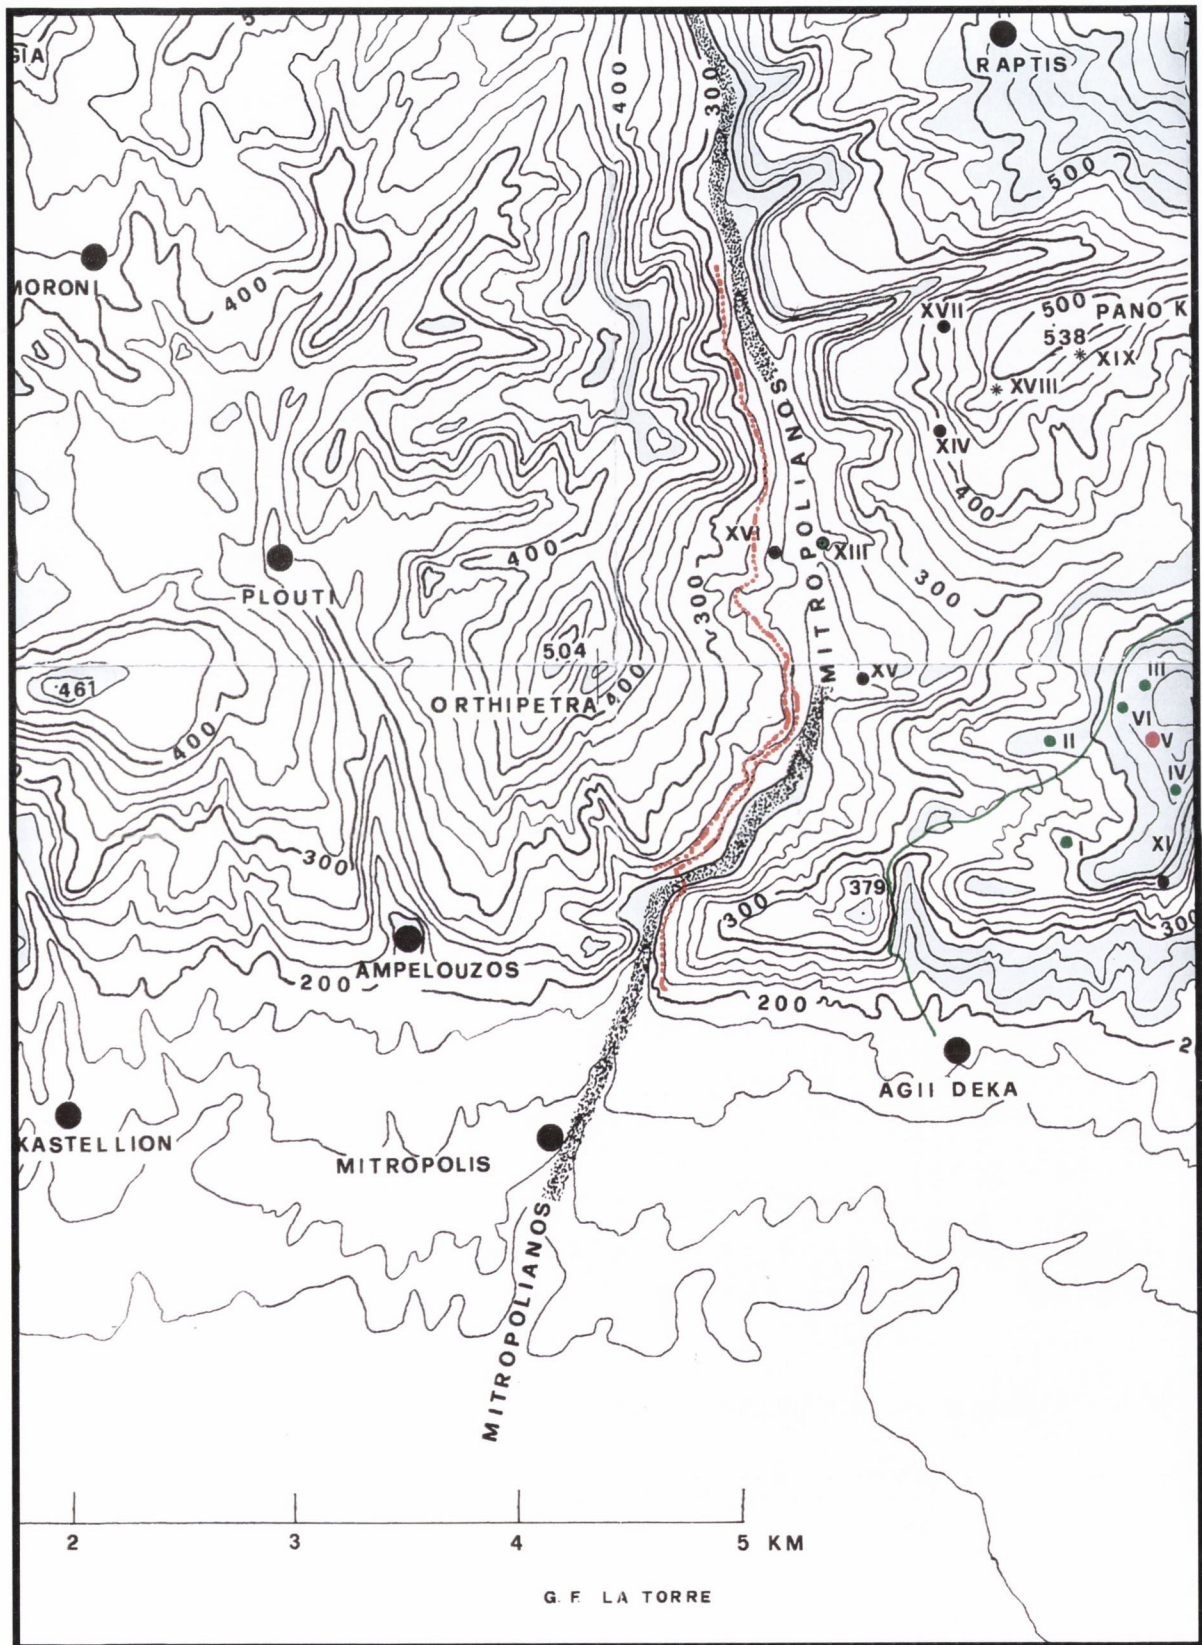 GIA
RAPTIS
400
300
500
MORONI
400
XVII
500
PANO K
538
XIX
XVIII
XIV
400
MITROPOLIANOS
XVI
XIII
400
PLOUTI
300
300
504
461
ORTHIPETRA
400
XV
III
VI
II
V
400
IV
I
XI
300
379
300
300
AMPELOUZOS
200
200
2
AGII DEKA
KASTELLION
MITROPOLIS
MITROPOLIANOS
2 3 4 5 KM
G. F. LA TORRE